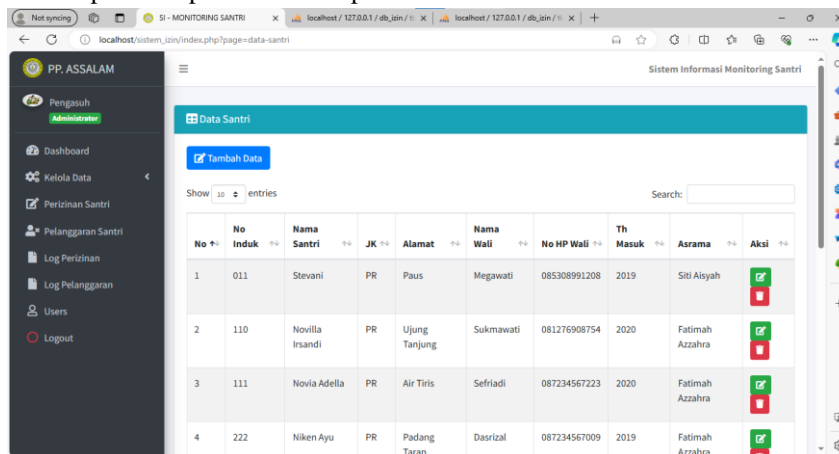 Not syncing
SI - MONITORING SANTRI
localhost / 127.0.0.1 / db_izin / t
localhost / 127.0.0.1 / db_izin / t
localhost/sistem_izin/index.php?page=data-santri
PP. ASSALAM
Sistem Informasi Monitoring Santri
Pengasuh
Administrator
Dashboard
Kelola Data
Perizinan Santri
Pelanggaran Santri
Log Perizinan
Log Pelanggaran
Users
Logout
Data Santri
Tambah Data
Show 10 entries
Search:
No No Induk Nama Santri JK Alamat Nama Wali No HP Wali Th Masuk Asrama Aksi
1 011 Stevani PR Paus Megawati 085308991208 2019 Siti Aisyah
2 110 Novilla Irsandi PR Ujung Tanjung Sukmawati 081276908754 2020 Fatimah Azzahra
3 111 Novia Adella PR Air Tiris Sefriadi 087234567223 2020 Fatimah Azzahra
4 222 Niken Ayu PR Padang Taran Dasrizal 087234567009 2019 Fatimah Azzahra